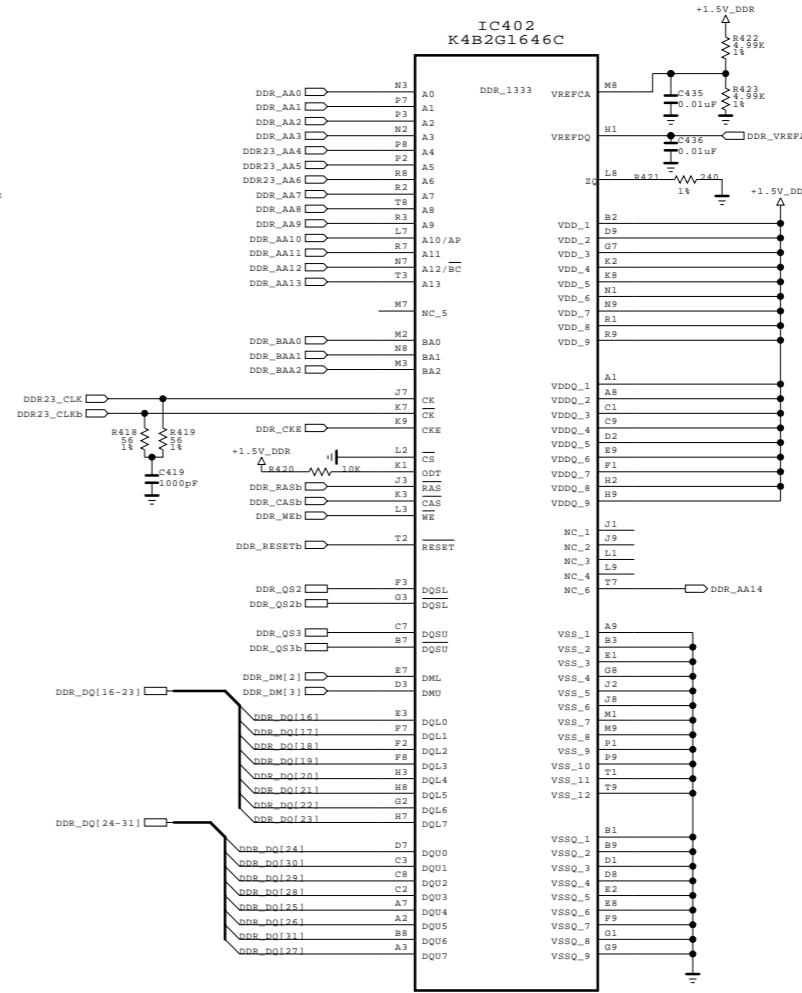 IC402
K4B2G1646C
DDR_1333
+1.5V_DDR
R422
4.99K
1%
R423
4.99K
1%
C435
0.01uF
C436
0.01uF
DDR_AA0 N3 A0
DDR_AA1 P7 A1
DDR_AA2 P3 A2
DDR_AA3 N2 A3
DDR23_AA4 P8 A4
DDR23_AA5 P2 A5
DDR23_AA6 R8 A6
DDR_AA7 R2 A7
DDR_AA8 T8 A8
DDR_AA9 R3 A9
DDR_AA10 L7 A10/AP
DDR_AA11 R7 A11
DDR_AA12 N7 A12/BC
DDR_AA13 T3 A13
M7 NC_5
DDR_BAA0 M2 BA0
DDR_BAA1 N8 BA1
DDR_BAA2 M3 BA2
DDR23_CLK J7 CK
DDR23_CLKb K7 CK
DDR_CKE K9 CKE
R418
56
1%
R419
56
1%
C419
1000pF
L2 CS
+1.5V_DDR
R420 10K K1 ODT
DDR_RASb J3 RAS
DDR_CASb K3 CAS
DDR_WEb L3 WE
DDR_RESETb T2 RESET
DDR_QS2 F3 DQSL
DDR_QS2b G3 DQSL
DDR_QS3 C7 DQSU
DDR_QS3b B7 DQSU
DDR_DM[2] E7 DML
DDR_DM[3] D3 DMU
DDR_DQ[16-23]
DDR_DQ[16] E3 DQL0
DDR_DQ[17] F7 DQL1
DDR_DQ[18] F2 DQL2
DDR_DQ[19] F8 DQL3
DDR_DQ[20] H3 DQL4
DDR_DQ[21] H8 DQL5
DDR_DQ[22] G2 DQL6
DDR_DQ[23] H7 DQL7
DDR_DQ[24-31]
DDR_DQ[24] D7 DQU0
DDR_DQ[30] C3 DQU1
DDR_DQ[29] C8 DQU2
DDR_DQ[28] C2 DQU3
DDR_DQ[25] A7 DQU4
DDR_DQ[26] A2 DQU5
DDR_DQ[31] B8 DQU6
DDR_DQ[27] A3 DQU7
VREFCA M8
VREFDQ H1 DDR_VREFA
ZQ L8 R421 240
1%
+1.5V_DD
VDD_1 B2
VDD_2 D9
VDD_3 G7
VDD_4 K2
VDD_5 K8
VDD_6 N1
VDD_7 N9
VDD_8 R1
VDD_9 R9
VDDQ_1 A1
VDDQ_2 A8
VDDQ_3 C1
VDDQ_4 C9
VDDQ_5 D2
VDDQ_6 E9
VDDQ_7 F1
VDDQ_8 H2
VDDQ_9 H9
NC_1 J1
NC_2 J9
NC_3 L1
NC_4 L9
NC_6 T7 DDR_AA14
VSS_1 A9
VSS_2 B3
VSS_3 E1
VSS_4 G8
VSS_5 J2
VSS_6 J8
VSS_7 M1
VSS_8 M9
VSS_9 P1
VSS_10 P9
VSS_11 T1
VSS_12 T9
VSSQ_1 B1
VSSQ_2 B9
VSSQ_3 D1
VSSQ_4 D8
VSSQ_5 E2
VSSQ_6 E8
VSSQ_7 F9
VSSQ_8 G1
VSSQ_9 G9